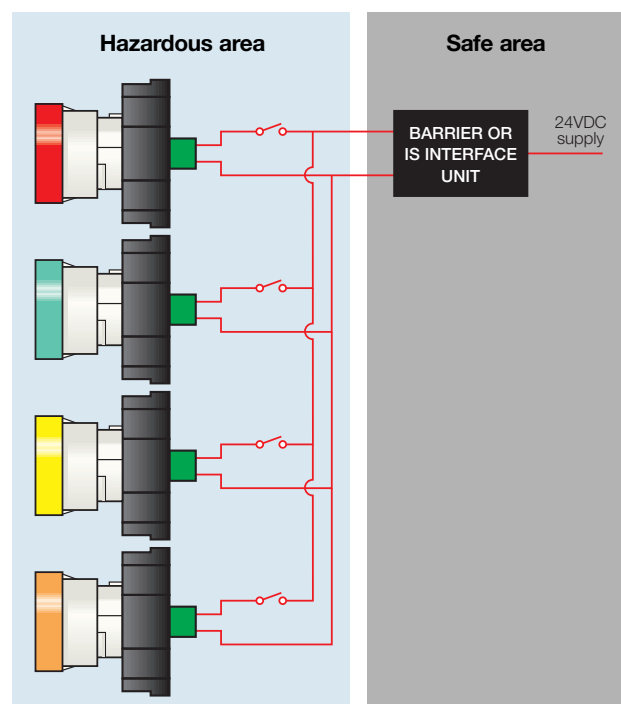 Hazardous area
Safe area
BARRIER OR
IS INTERFACE
UNIT
24VDC
supply